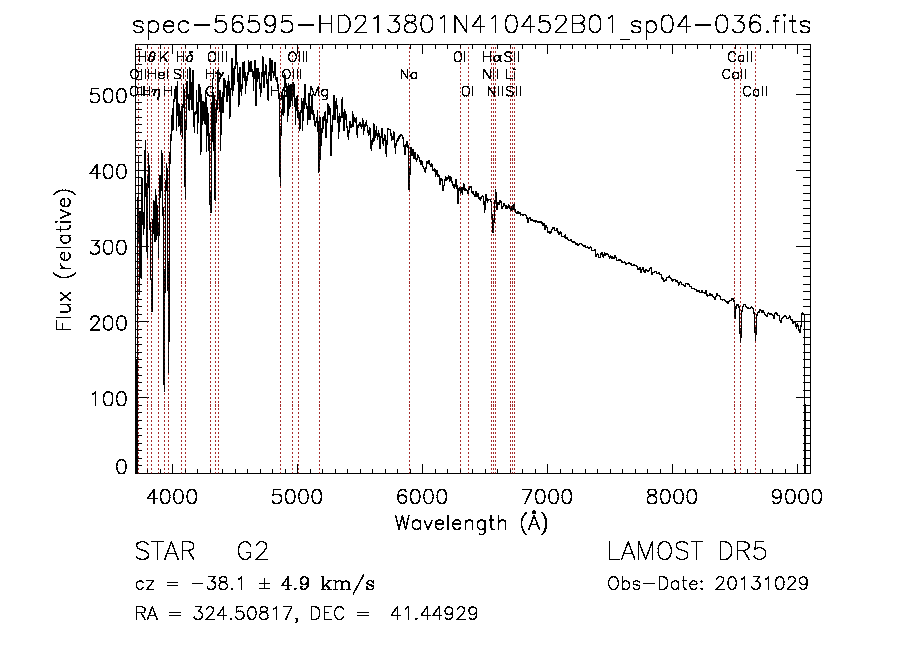 spec-56595-HD213801N410452B01_sp04-036.fits
Hθ K Hδ OIII OIII OI Hα SII CaII
OII HeI SII Hγ OIII Na NII Li CaII
OII Hη H G Hβ Mg OI NII SII CaII
500
400
300
200
100
0
Flux (relative)
4000 5000 6000 7000 8000 9000
Wavelength (Å)
STAR G2 LAMOST DR5
cz = -38.1 ± 4.9 km/s Obs-Date: 20131029
RA = 324.50817, DEC = 41.44929